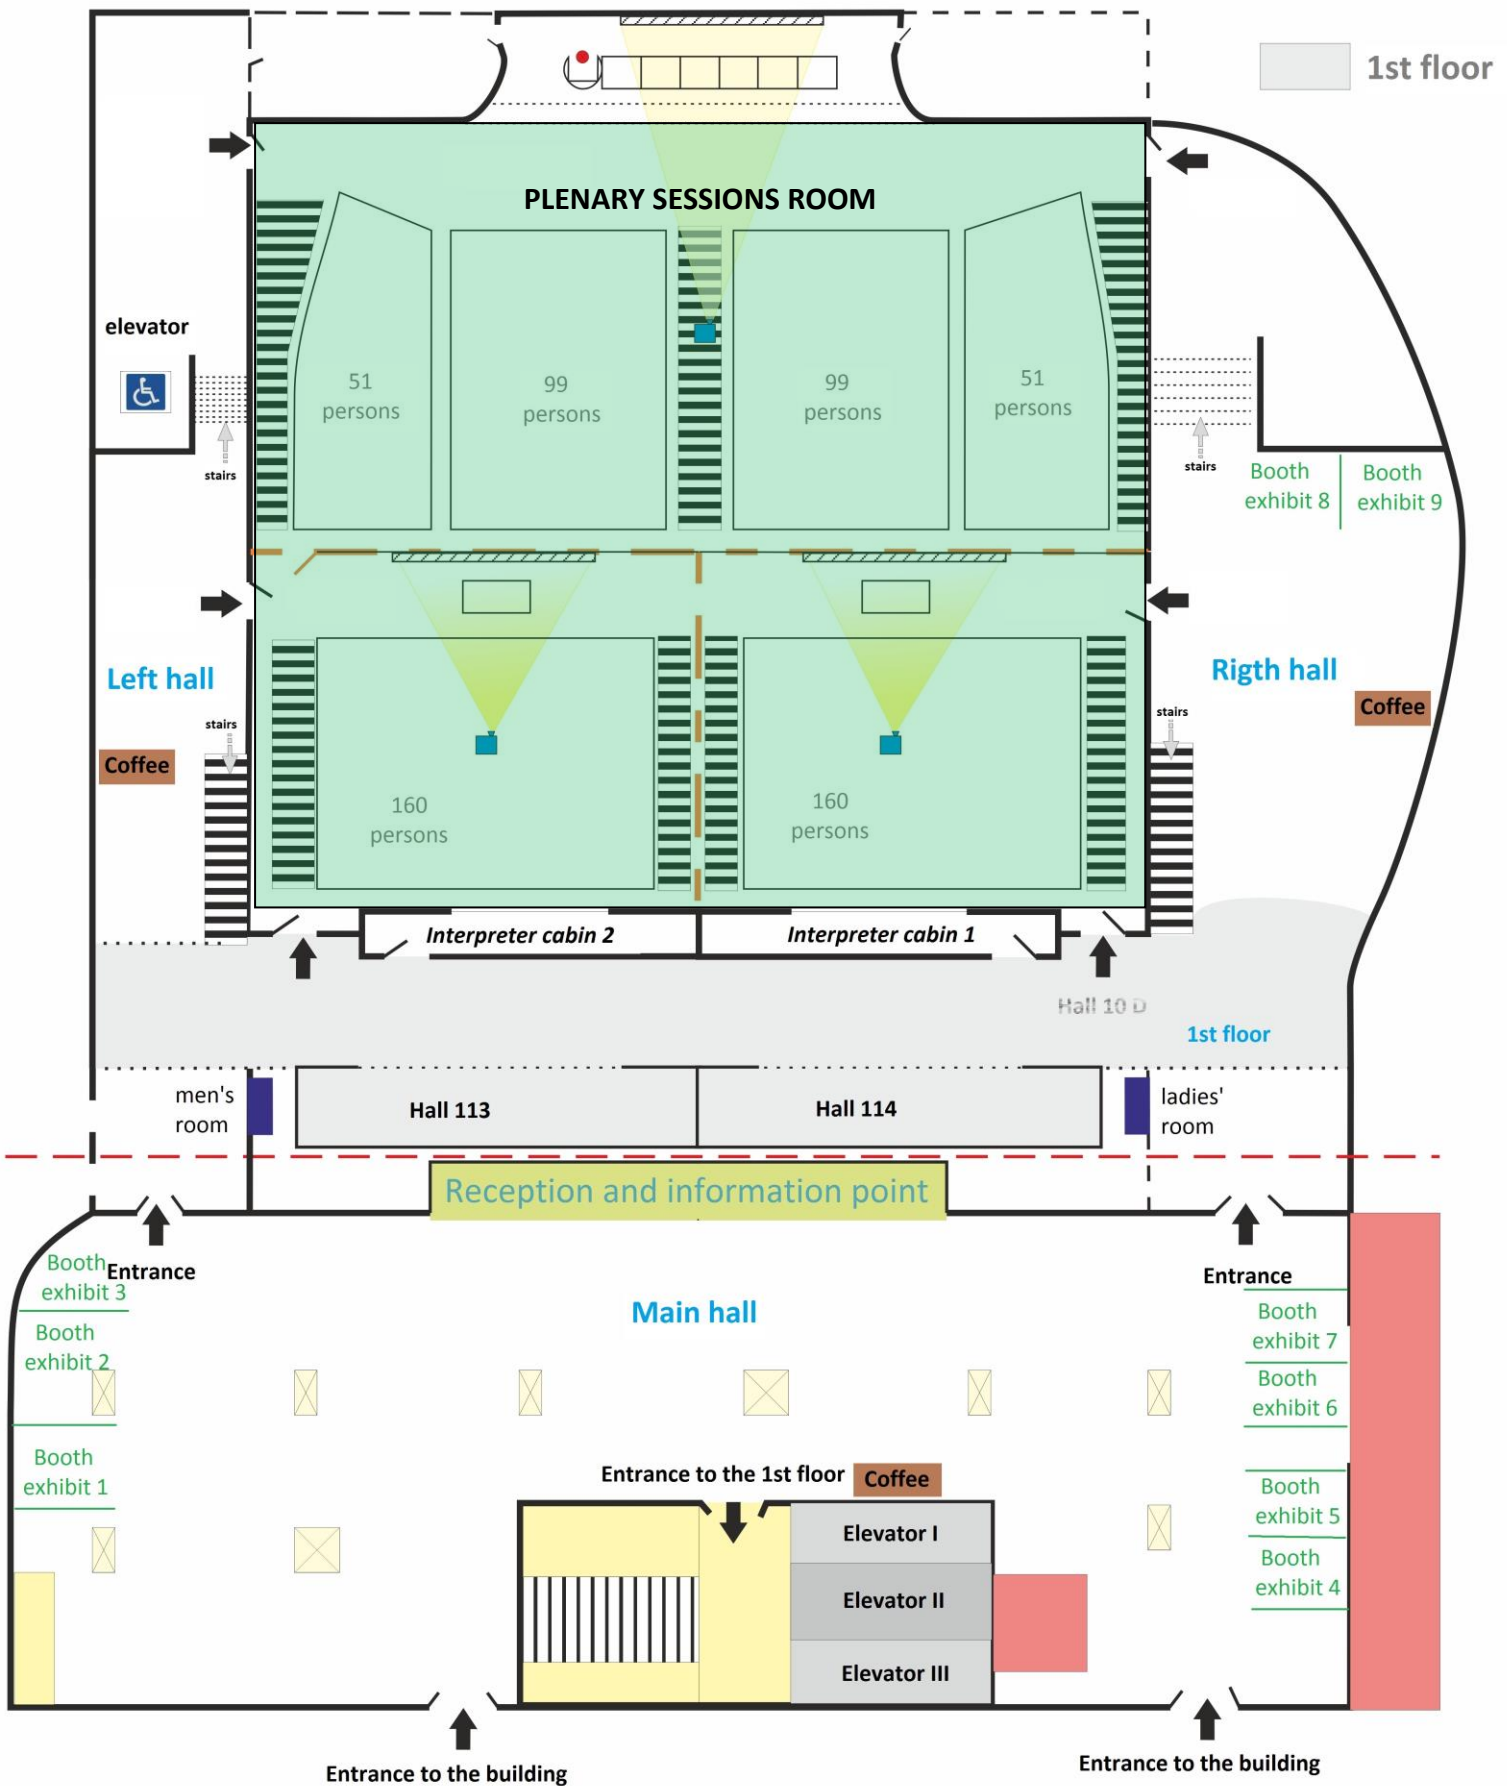 1st floor
PLENARY SESSIONS ROOM
elevator
51
persons
99
persons
99
persons
51
persons
stairs
stairs
Booth
exhibit 8
Booth
exhibit 9
Left hall
Rigth hall
stairs
stairs
Coffee
Coffee
160
persons
160
persons
Interpreter cabin 2
Interpreter cabin 1
Hall 10 D
1st floor
men's
room
Hall 113
Hall 114
ladies'
room
Reception and information point
Entrance
Entrance
Booth
exhibit 3
Booth
exhibit 2
Booth
exhibit 1
Main hall
Booth
exhibit 7
Booth
exhibit 6
Booth
exhibit 5
Booth
exhibit 4
Entrance to the 1st floor
Coffee
Elevator I
Elevator II
Elevator III
Entrance to the building
Entrance to the building